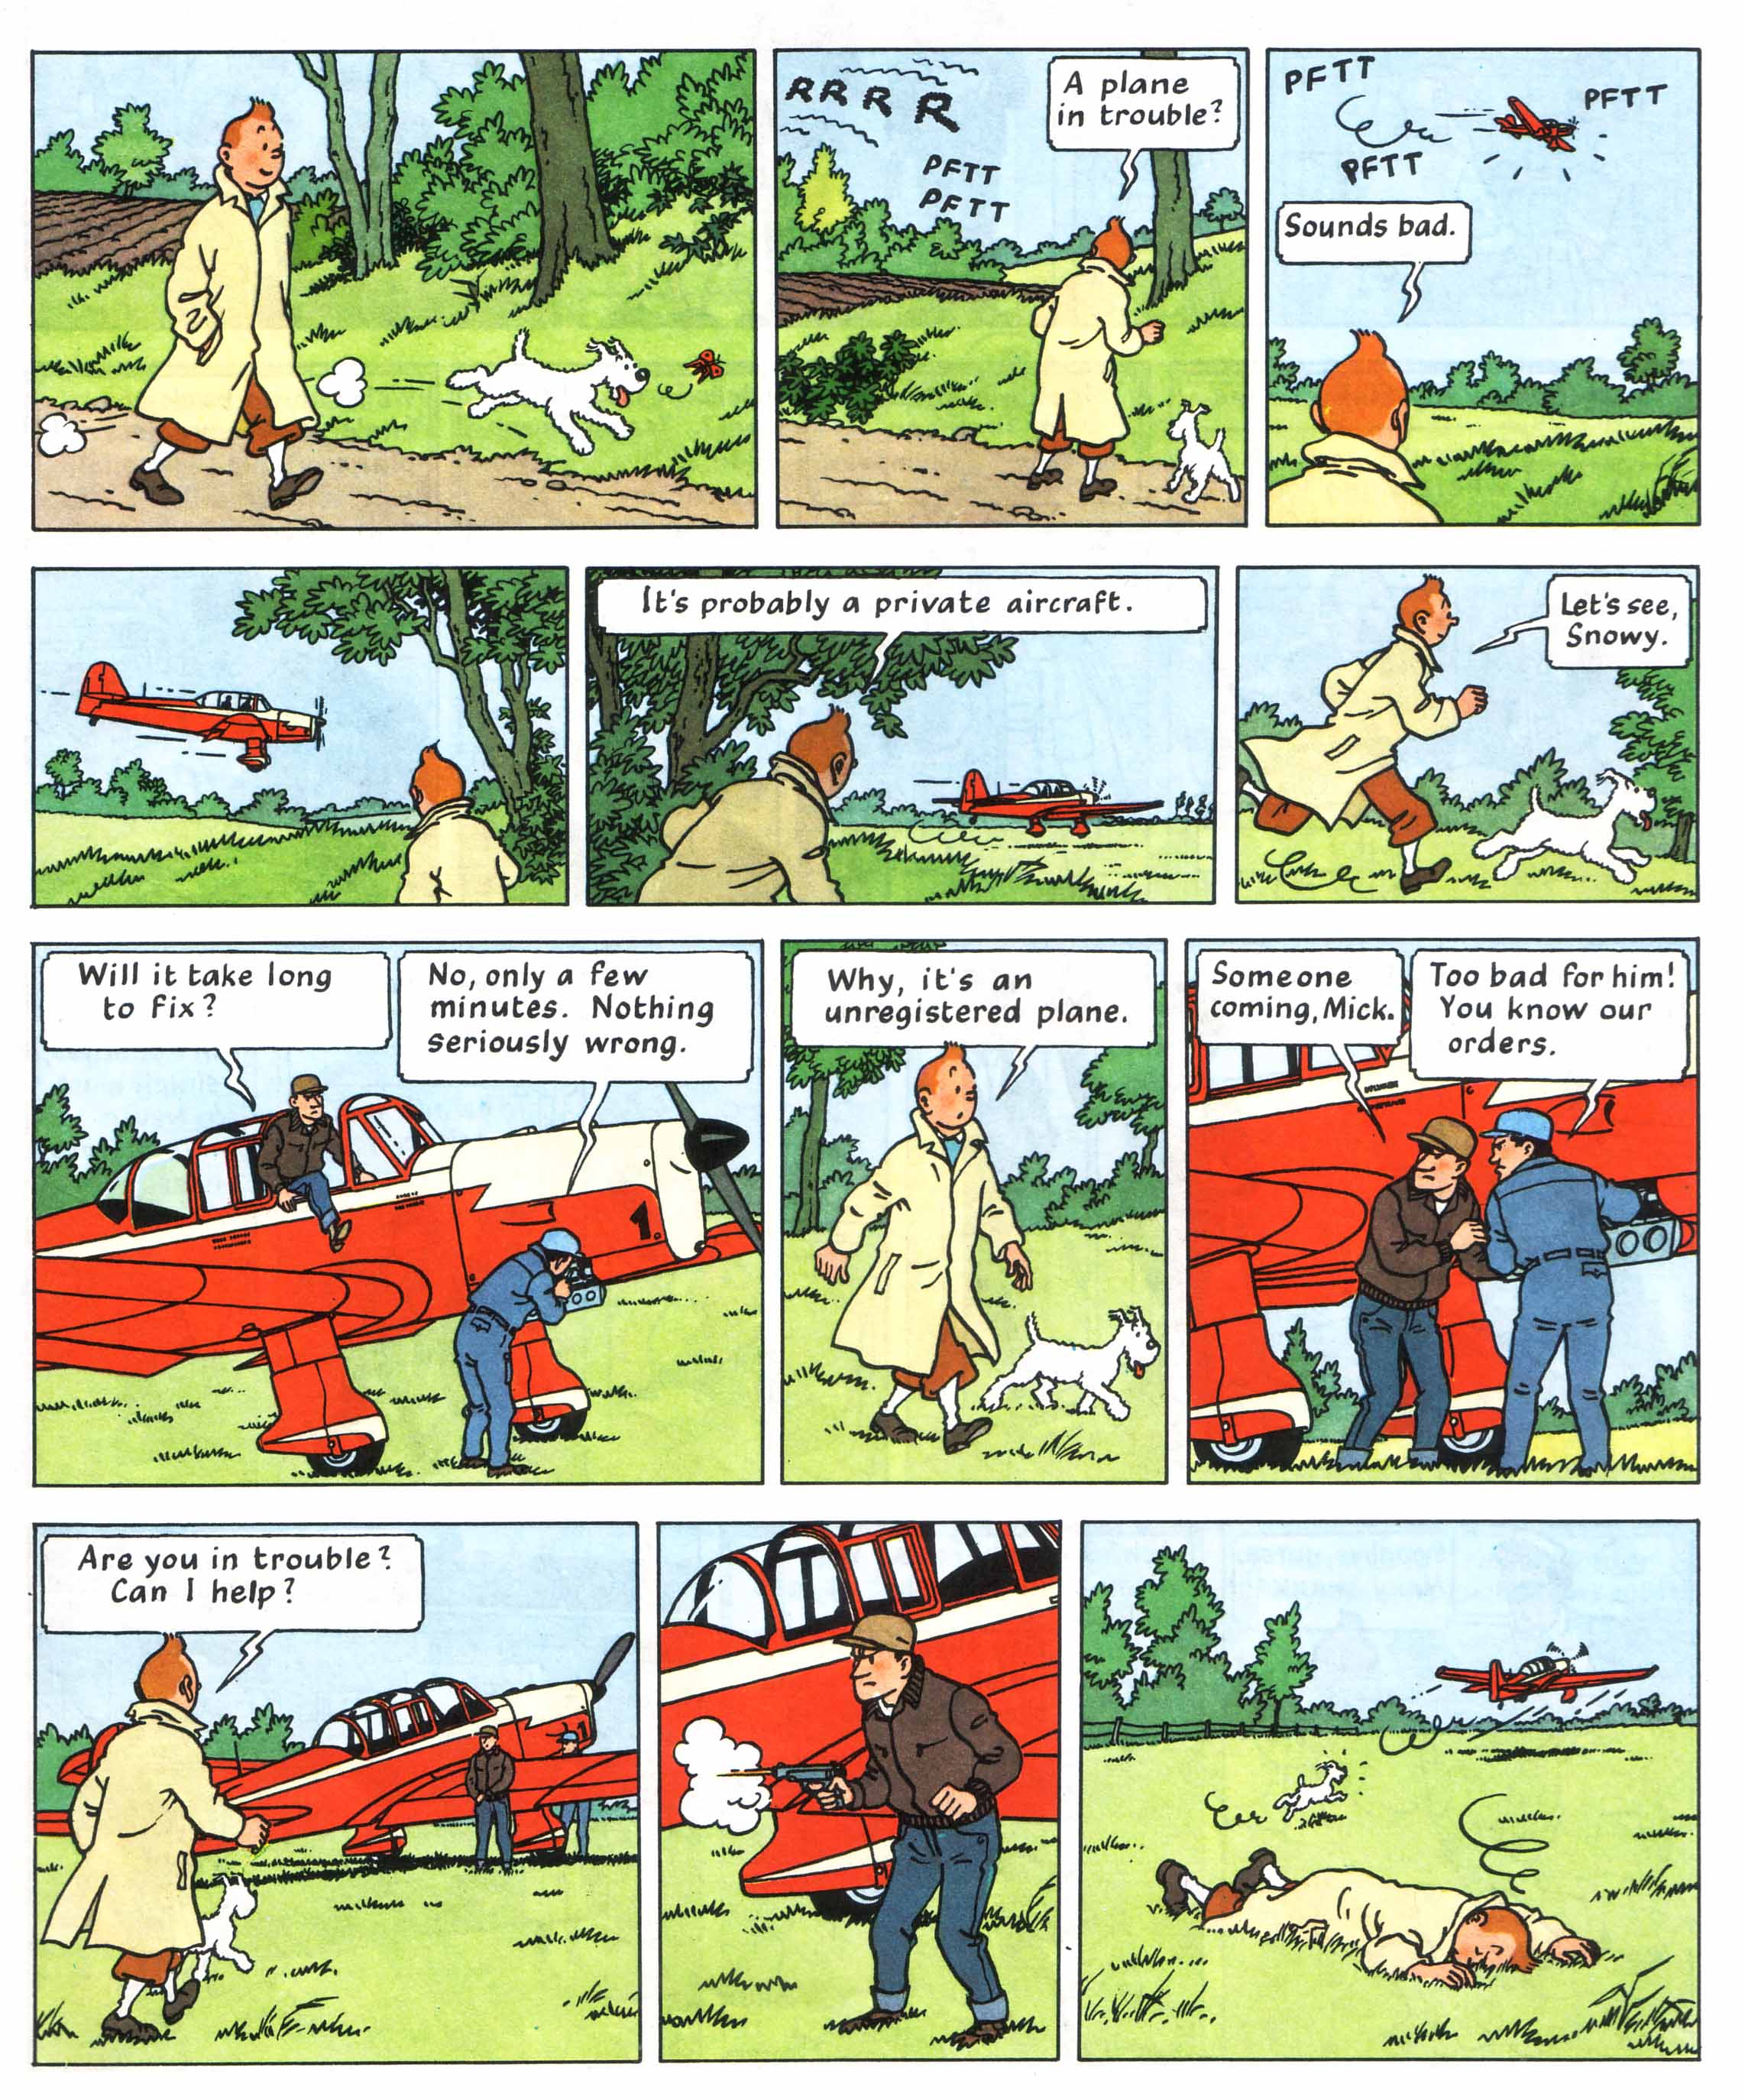 RRRR
PFTT
PFTT
A plane
in trouble?
PFTT
PFTT
PFTT
Sounds bad.
It's probably a private aircraft.
Let's see,
Snowy.
Will it take long
to fix?
No, only a few
minutes. Nothing
seriously wrong.
1.
Why, it's an
unregistered plane.
Someone
coming, Mick.
Too bad for him!
You know our
orders.
Are you in trouble?
Can I help?
1